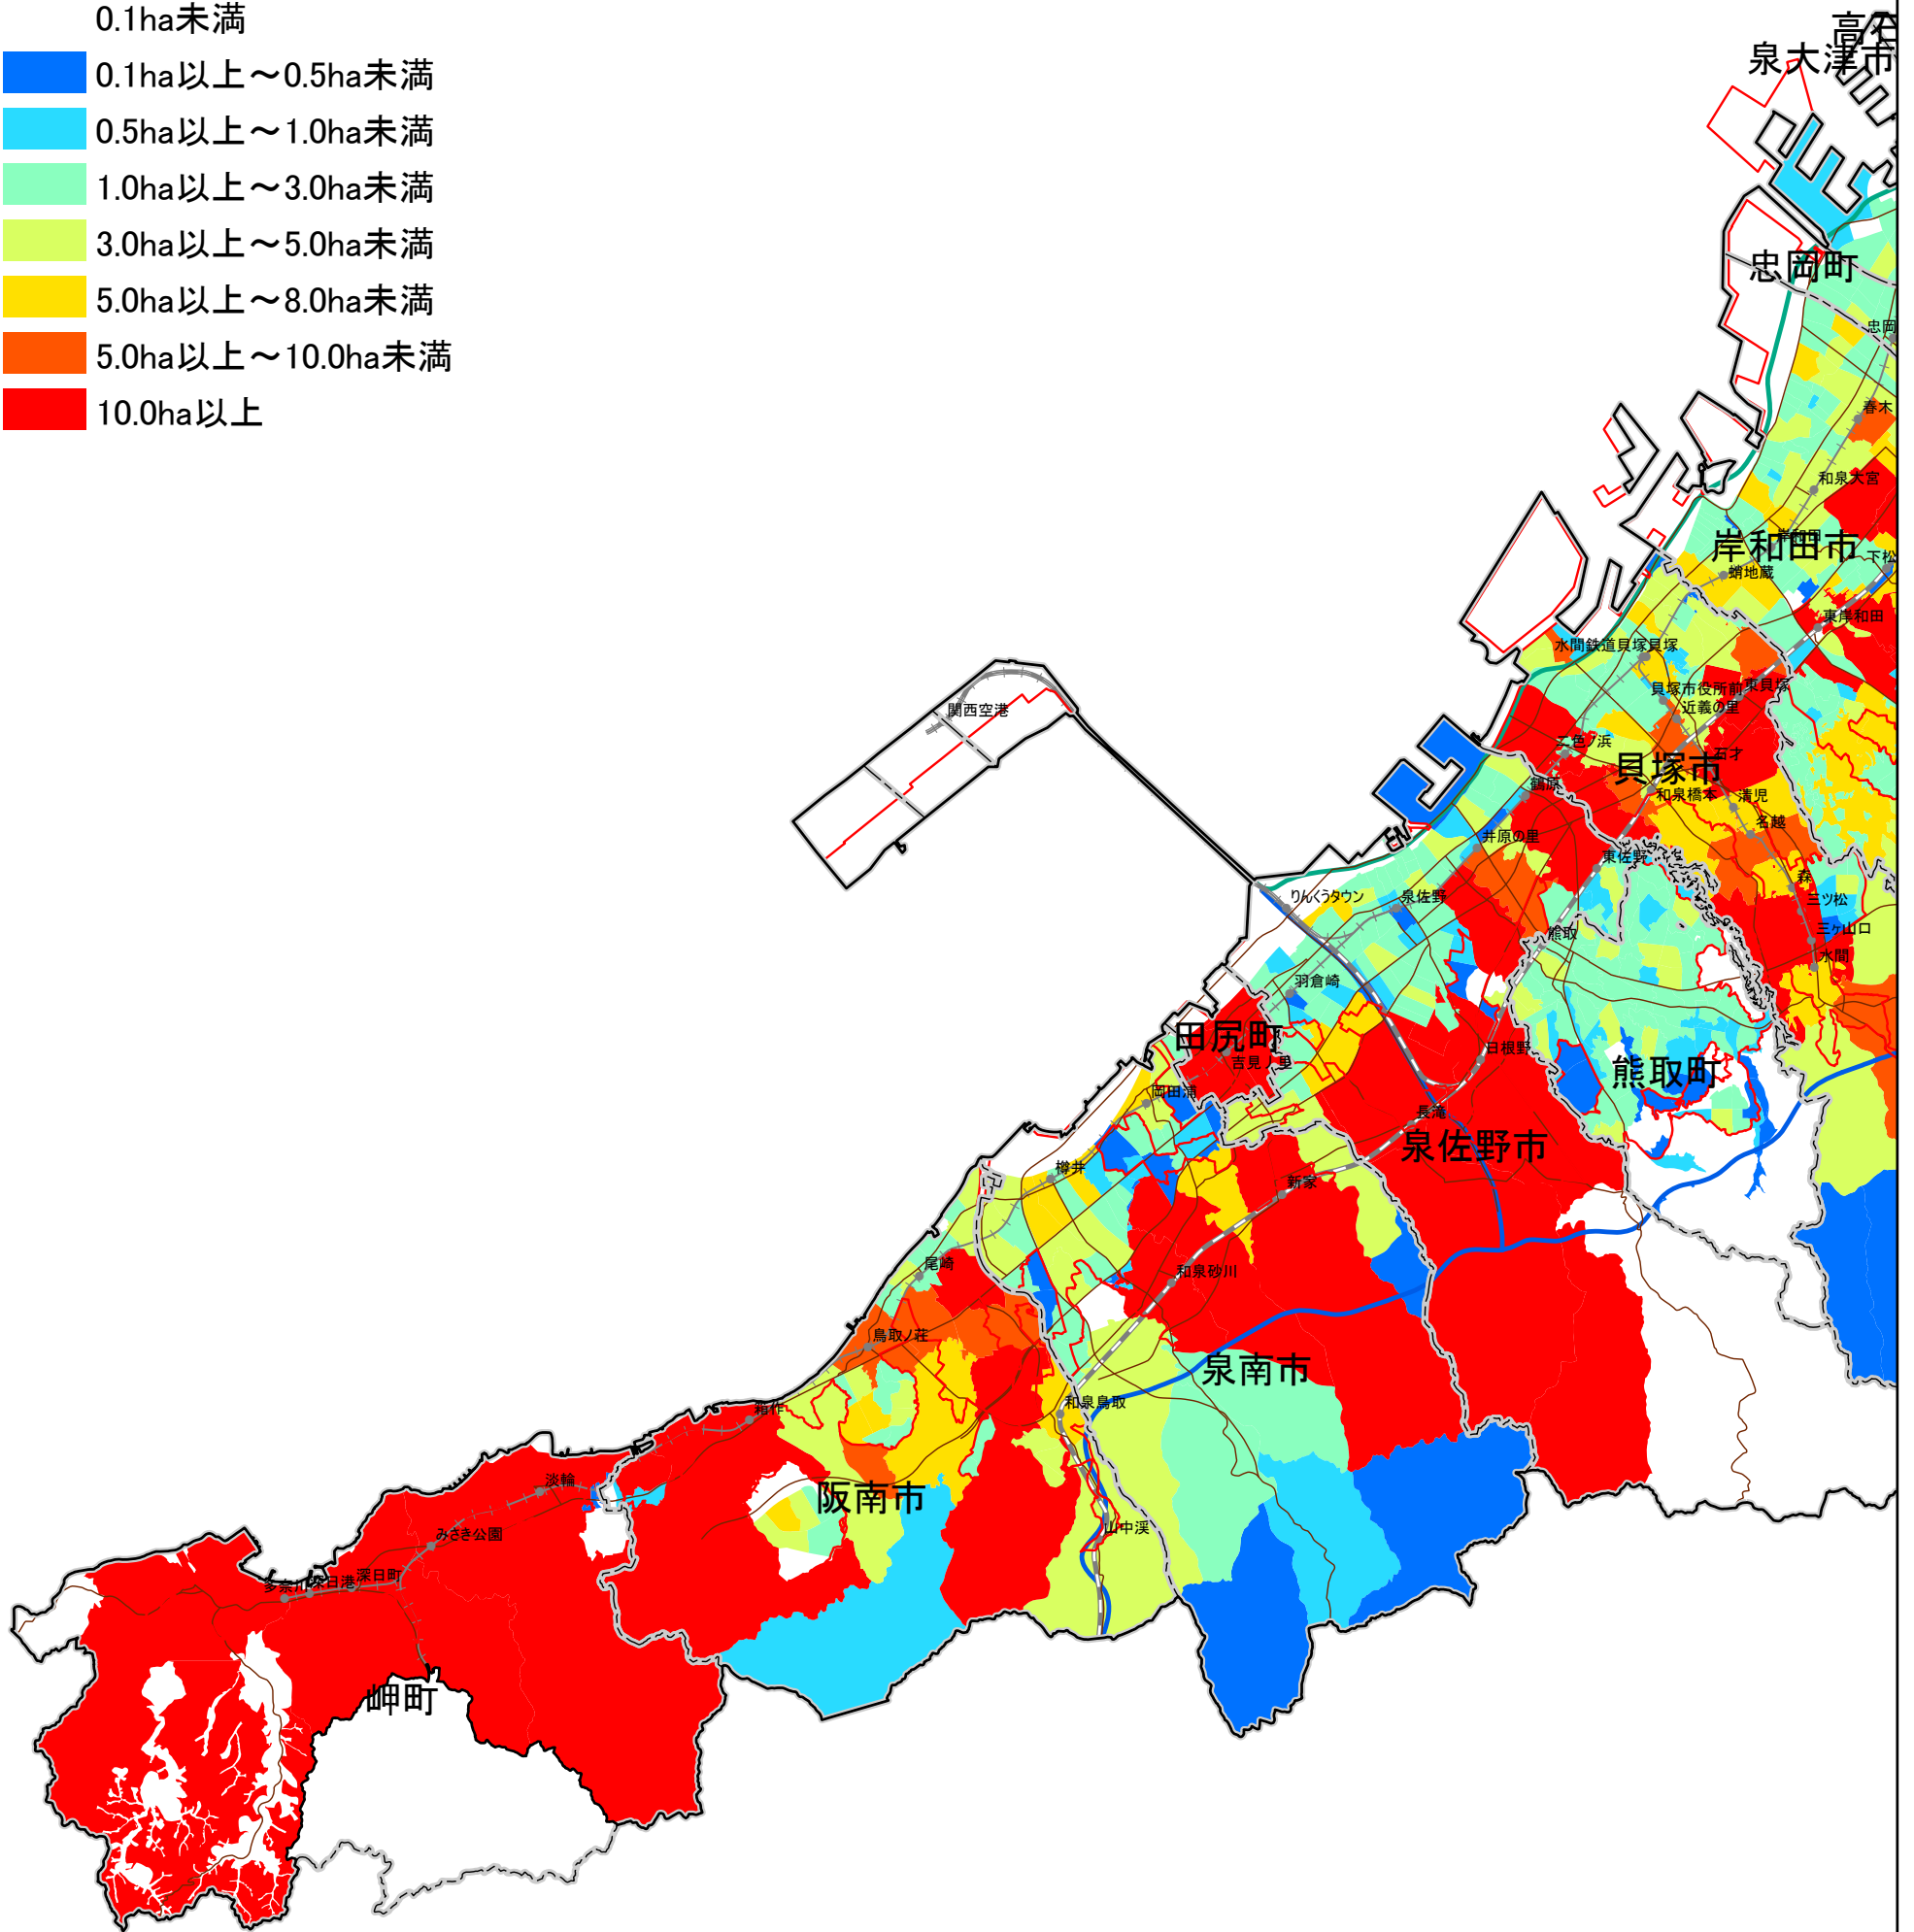 0.1ha未満
0.1ha以上～0.5ha未満
0.5ha以上～1.0ha未満
1.0ha以上～3.0ha未満
3.0ha以上～5.0ha未満
5.0ha以上～8.0ha未満
5.0ha以上～10.0ha未満
10.0ha以上
高石
泉大津市
忠岡町
忠岡
春木
和泉大宮
岸和田
岸和田市
下松
蛸地蔵
東岸和田
水間鉄道貝塚貝塚
貝塚市役所前
東貝塚
近義の里
関西空港
二色ノ浜
石才
貝塚市
鶴原
和泉橋本
清児
名越
井原の里
東佐野
森
りんくうタウン
泉佐野
三ツ松
三ヶ山口
熊取
水間
羽倉崎
田尻町
吉見ノ里
日根野
熊取町
岡田浦
長滝
泉佐野市
樽井
新家
尾崎
和泉砂川
鳥取ノ荘
泉南市
箱作
和泉鳥取
淡輪
阪南市
山中渓
みさき公園
深日町
深日港
多奈川
岬町